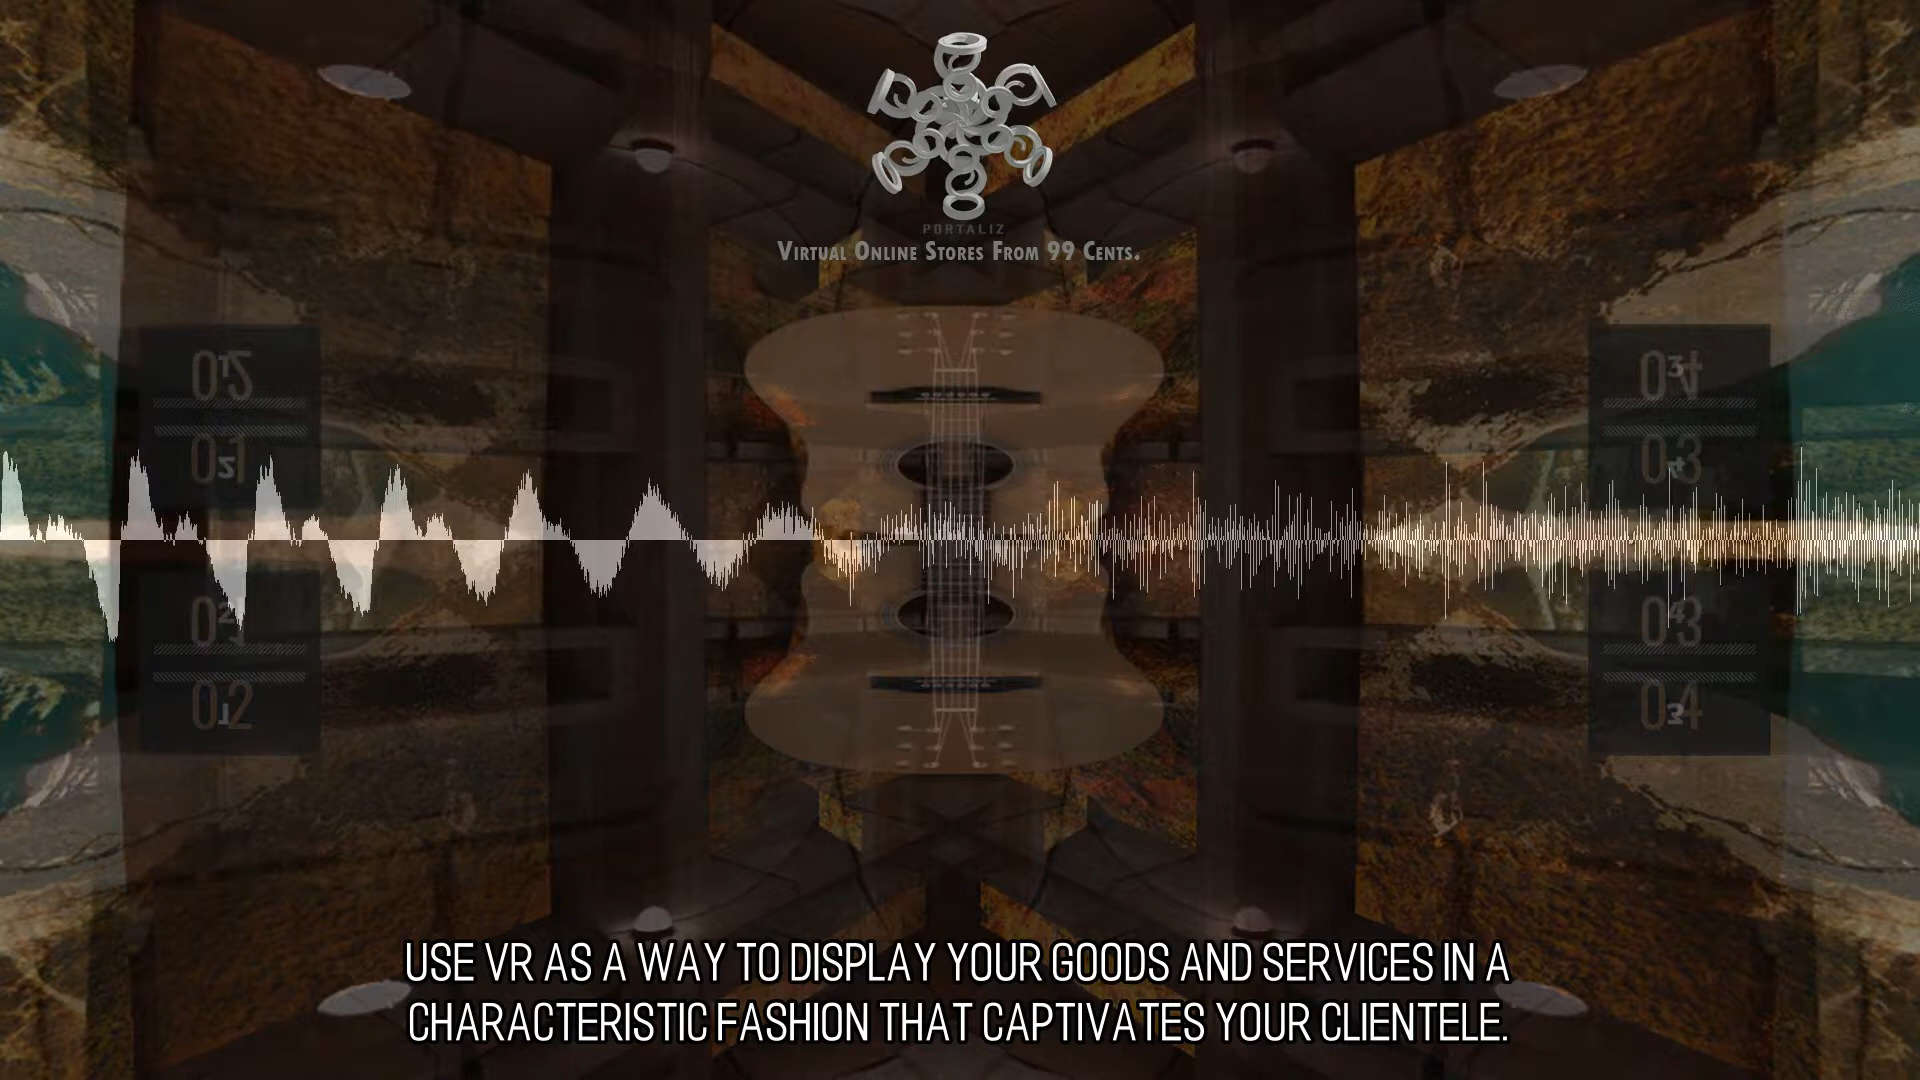 PORTALIZ
Virtual Online Stores From 99 Cents.
USE VR AS A WAY TO DISPLAY YOUR GOODS AND SERVICES IN A
CHARACTERISTIC FASHION THAT CAPTIVATES YOUR CLIENTELE.